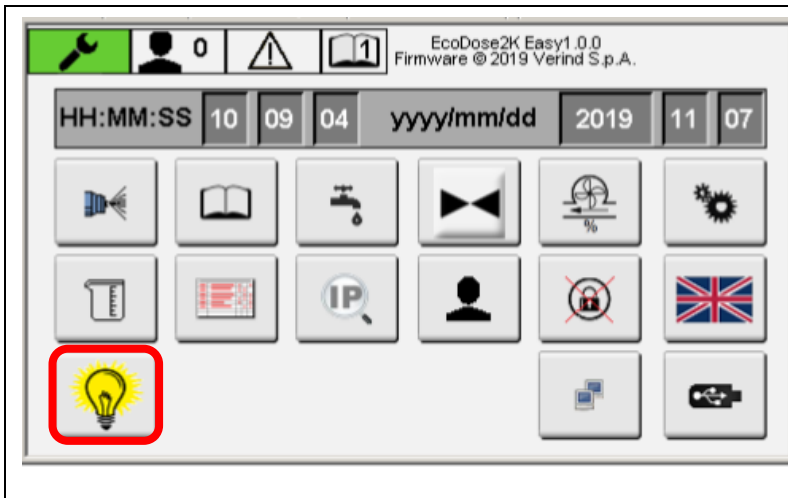 0
1
EcoDose2K Easy1.0.0
Firmware © 2019 Verind S.p.A.
HH:MM:SS 10 09 04 yyyy/mm/dd 2019 11 07
%
IP